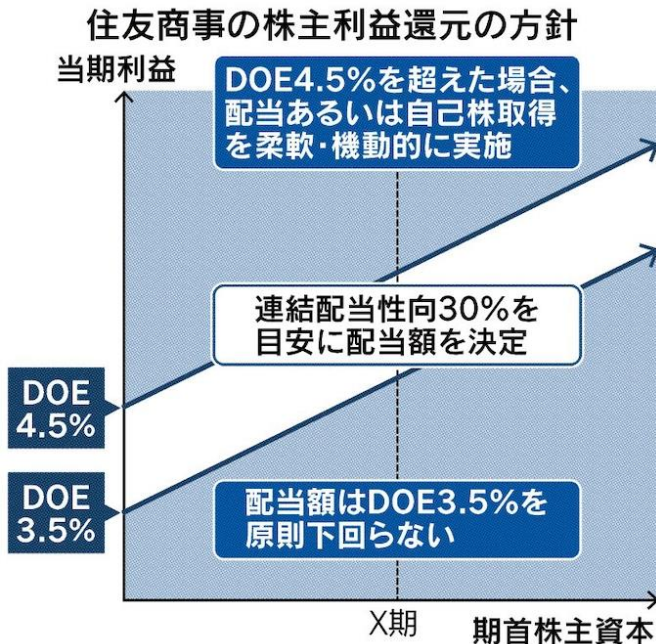 住友商事の株主利益還元の方針
当期利益
DOE4.5%を超えた場合、
配当あるいは自己株取得
を柔軟・機動的に実施
連結配当性向30%を
目安に配当額を決定
DOE
4.5%
DOE
3.5%
配当額はDOE3.5%を
原則下回らない
X期
期首株主資本